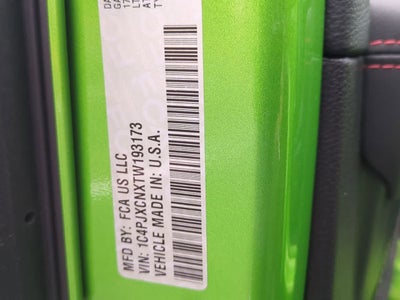 MFD BY: FCA US LLC
VIN: 1C4PJXCNXTW193173
VEHICLE MADE IN: U.S.A.